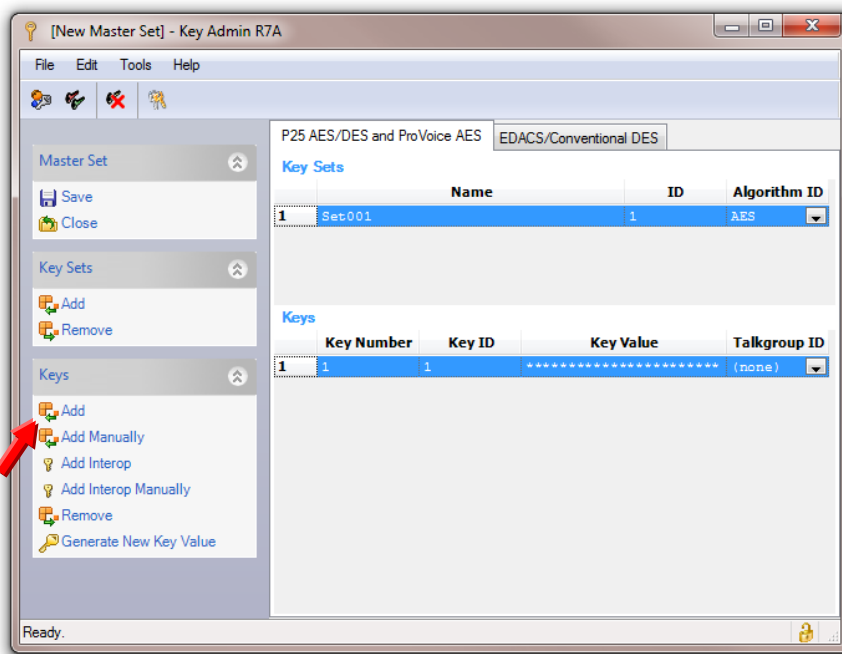 [New Master Set] - Key Admin R7A
File Edit Tools Help
P25 AES/DES and ProVoice AES EDACS/Conventional DES
Master Set
Save
Close
Key Sets
Add
Remove
Keys
Add
Add Manually
Add Interop
Add Interop Manually
Remove
Generate New Key Value
Key Sets
Name ID Algorithm ID
1 Set001 1 AES
Keys
Key Number Key ID Key Value Talkgroup ID
1 1 1 *********************** (none)
Ready.